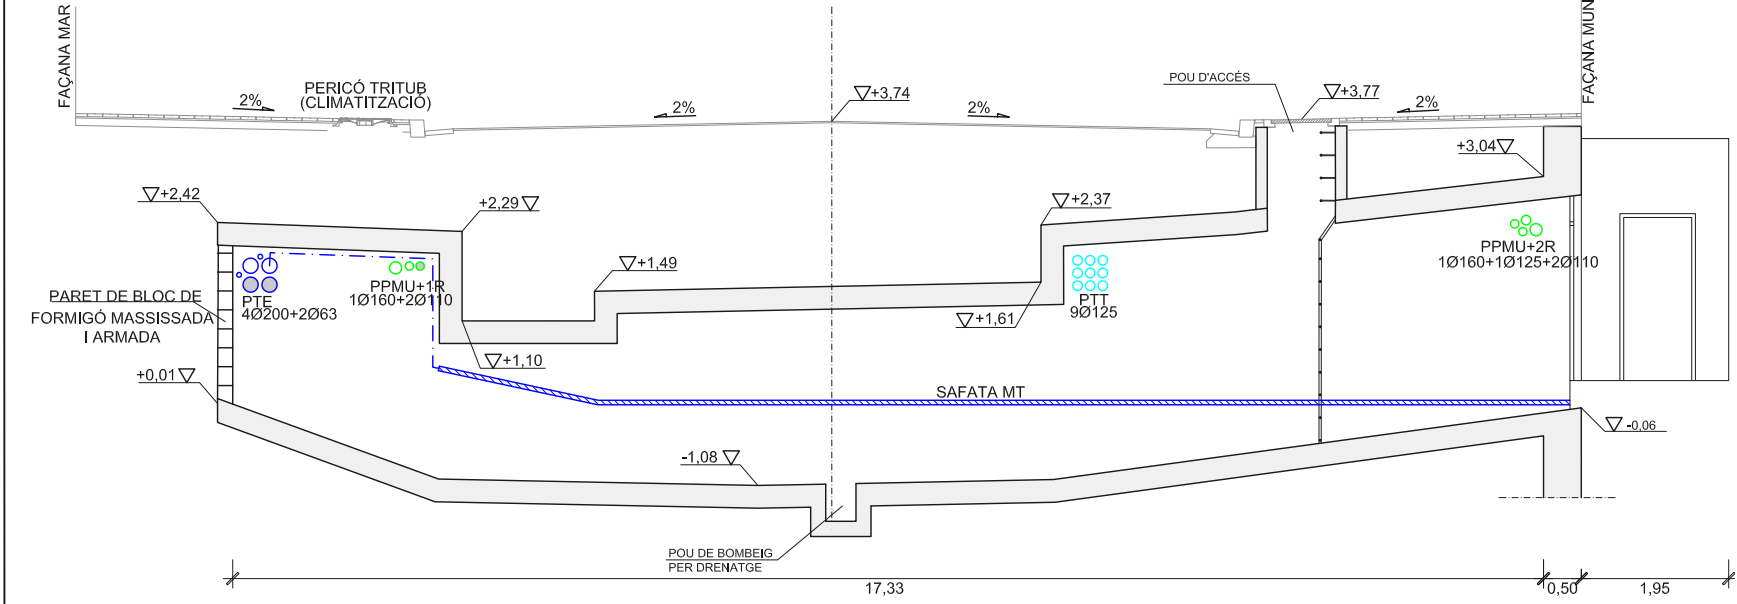 FAÇANA MAR
FAÇANA MUN
PERICÓ TRITUB
(CLIMATITZACIÓ)
2%
2%
+3,74
2%
POU D'ACCÉS
+3,77
2%
+3,04
+2,42
+2,29
+2,37
+1,49
PPMU+2R
1Ø160+1Ø125+2Ø110
PPMU+1R
1Ø160+2Ø110
PTE
4Ø200+2Ø63
PTT
9Ø125
PARET DE BLOC DE
FORMIGÓ MASSISSADA
I ARMADA
+1,61
+1,10
+0,01
SAFATA MT
-0,06
-1,08
POU DE BOMBEIG
PER DRENATGE
17,33
0,50
1,95